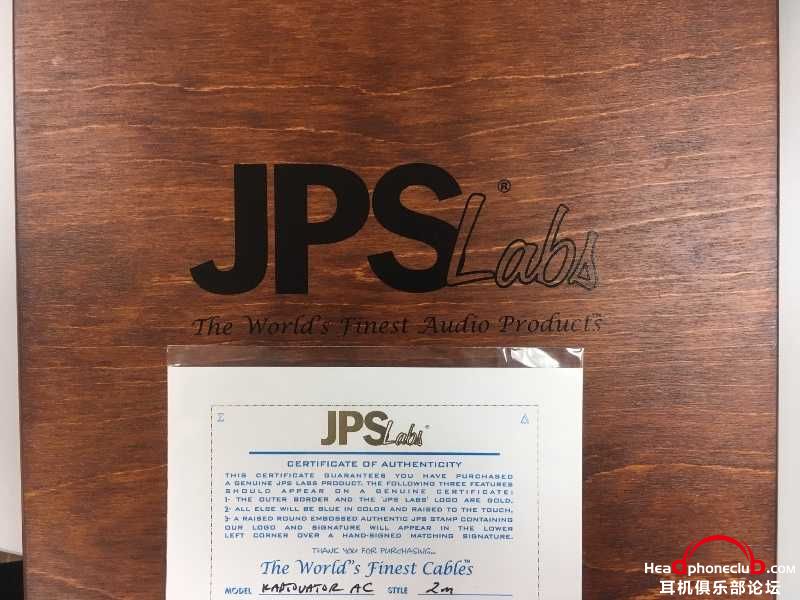 JPS Labs®
The World's Finest Audio Products™
Σ Δ
JPS Labs®
CERTIFICATE OF AUTHENTICITY
THIS CERTIFICATE GUARANTEES YOU HAVE PURCHASED
A GENUINE JPS LABS PRODUCT. THE FOLLOWING THREE FEATURES
SHOULD APPEAR ON A GENUINE CERTIFICATE:
1- THE OUTER BORDER AND THE JPS LABS' LOGO ARE GOLD.
2- ALL ELSE WILL BE BLUE IN COLOR AND RAISED TO THE TOUCH.
3- A RAISED ROUND EMBOSSED AUTHENTIC JPS STAMP CONTAINING
OUR LOGO AND SIGNATURE WILL APPEAR IN THE LOWER
LEFT CORNER OVER A HAND-SIGNED MATCHING SIGNATURE.
THANK YOU FOR PURCHASING...
The World"s Finest Cables™
MODEL KAPTOVATOR AC STYLE 2m
HeadphonecluB.com
耳机俱乐部论坛